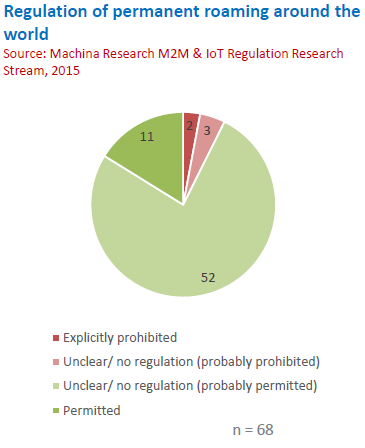 Regulation of permanent roaming around the
world
Source: Machina Research M2M & IoT Regulation Research
Stream, 2015
2
3
11
52
Explicitly prohibited
Unclear/ no regulation (probably prohibited)
Unclear/ no regulation (probably permitted)
Permitted
n = 68